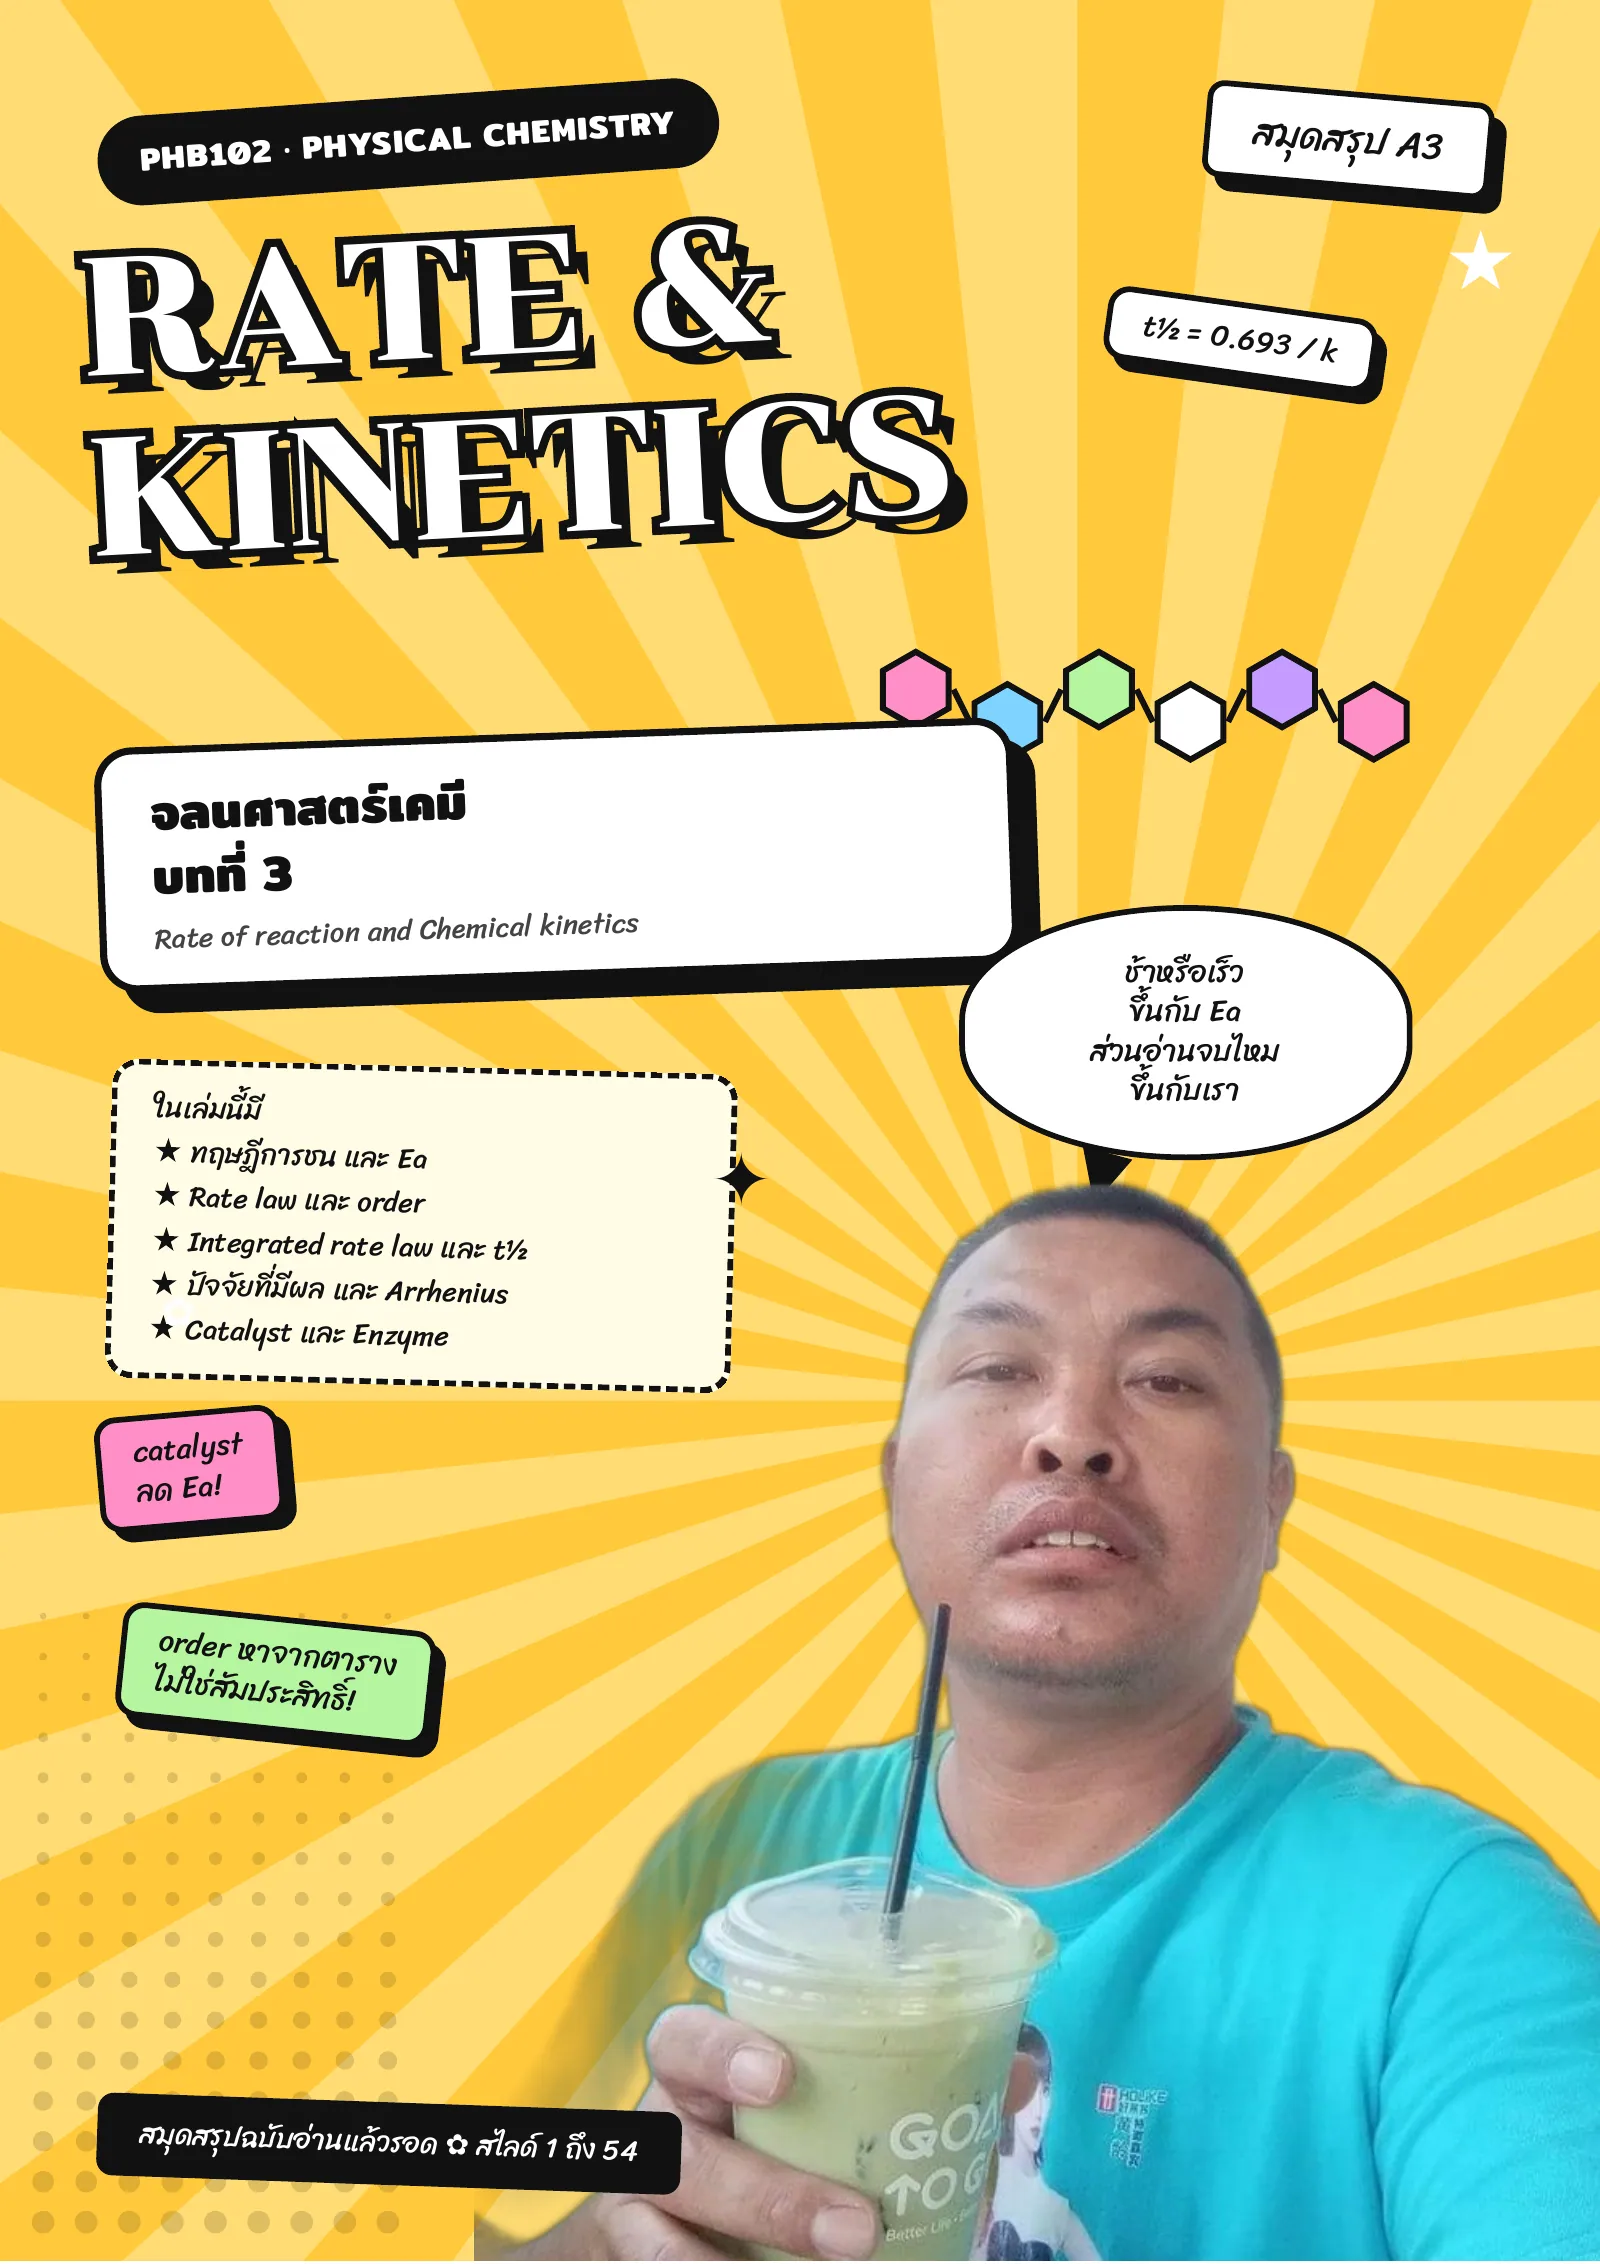 PHB102 · PHYSICAL CHEMISTRY
สมุดสรุป A3
RATE &
KINETICS
t½ = 0.693 / k
จลนศาสตร์เคมี
บทที่ 3
Rate of reaction and Chemical kinetics
ช้าหรือเร็ว
ขึ้นกับ Ea
ส่วนอ่านจบไหม
ขึ้นกับเรา
ในเล่มนี้มี
★ ทฤษฎีการชน และ Ea
★ Rate law และ order
★ Integrated rate law และ t½
★ ปัจจัยที่มีผล และ Arrhenius
★ Catalyst และ Enzyme
catalyst
ลด Ea!
order หาจากตาราง
ไม่ใช่สัมประสิทธิ์!
HOLIKE
TO
Better Life
สมุดสรุปฉบับอ่านแล้วรอด ✿ สไลด์ 1 ถึง 54